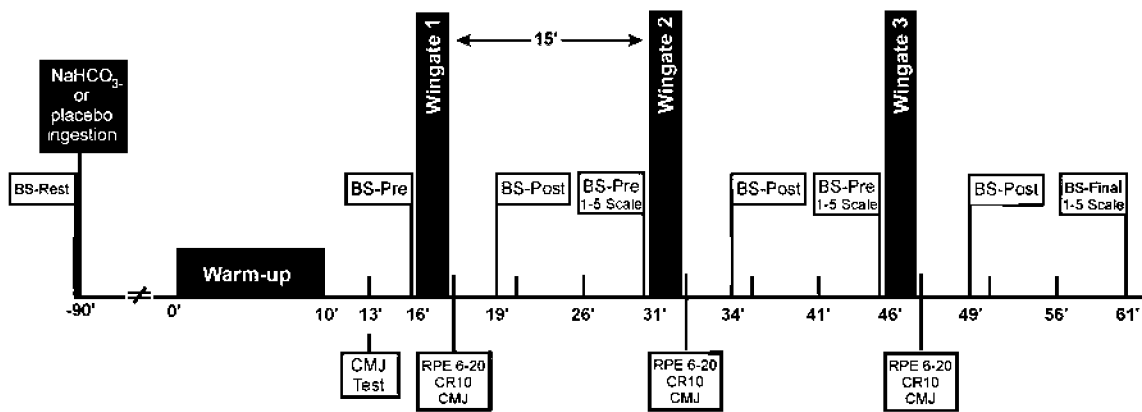 Wingate 1
Wingate 2
Wingate 3
15'
NaHCO3-
or
placebo
ingestion
BS-Rest
BS-Pre
BS-Post
BS-Pre
1-5 Scale
BS-Post
BS-Pre
1-5 Scale
BS-Post
BS-Final
1-5 Scale
Warm-up
-90'
0'
10'
13'
16'
19'
26'
31'
34'
41'
46'
49'
56'
61'
CMJ
Test
RPE 6-20
CR10
CMJ
RPE 6-20
CR10
CMJ
RPE 6-20
CR10
CMJ